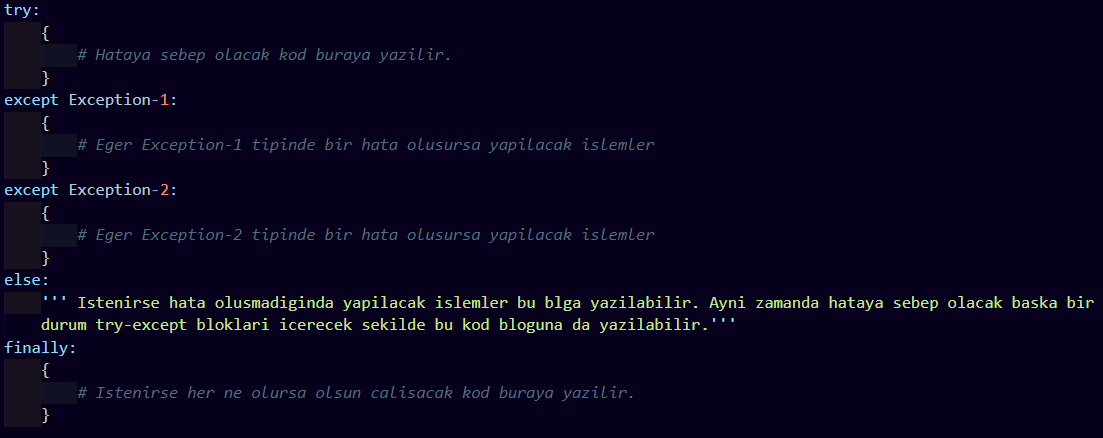 try:
{
# Hataya sebep olacak kod buraya yazilir.
}
except Exception-1:
{
# Eger Exception-1 tipinde bir hata olusursa yapilacak islemler
}
except Exception-2:
{
# Eger Exception-2 tipinde bir hata olusursa yapilacak islemler
}
else:
''' Istenirse hata olusmadiginda yapilacak islemler bu blga yazilabilir. Ayni zamanda hataya sebep olacak baska bir
durum try-except bloklari icerecek sekilde bu kod bloguna da yazilabilir.'''
finally:
{
# Istenirse her ne olursa olsun calisacak kod buraya yazilir.
}